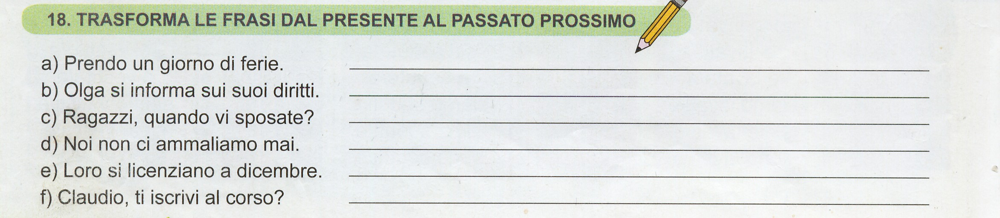 18. TRASFORMA LE FRASI DAL PRESENTE AL PASSATO PROSSIMO
a) Prendo un giorno di ferie.
b) Olga si informa sui suoi diritti.
c) Ragazzi, quando vi sposate?
d) Noi non ci ammaliamo mai.
e) Loro si licenziano a dicembre.
f) Claudio, ti iscrivi al corso?